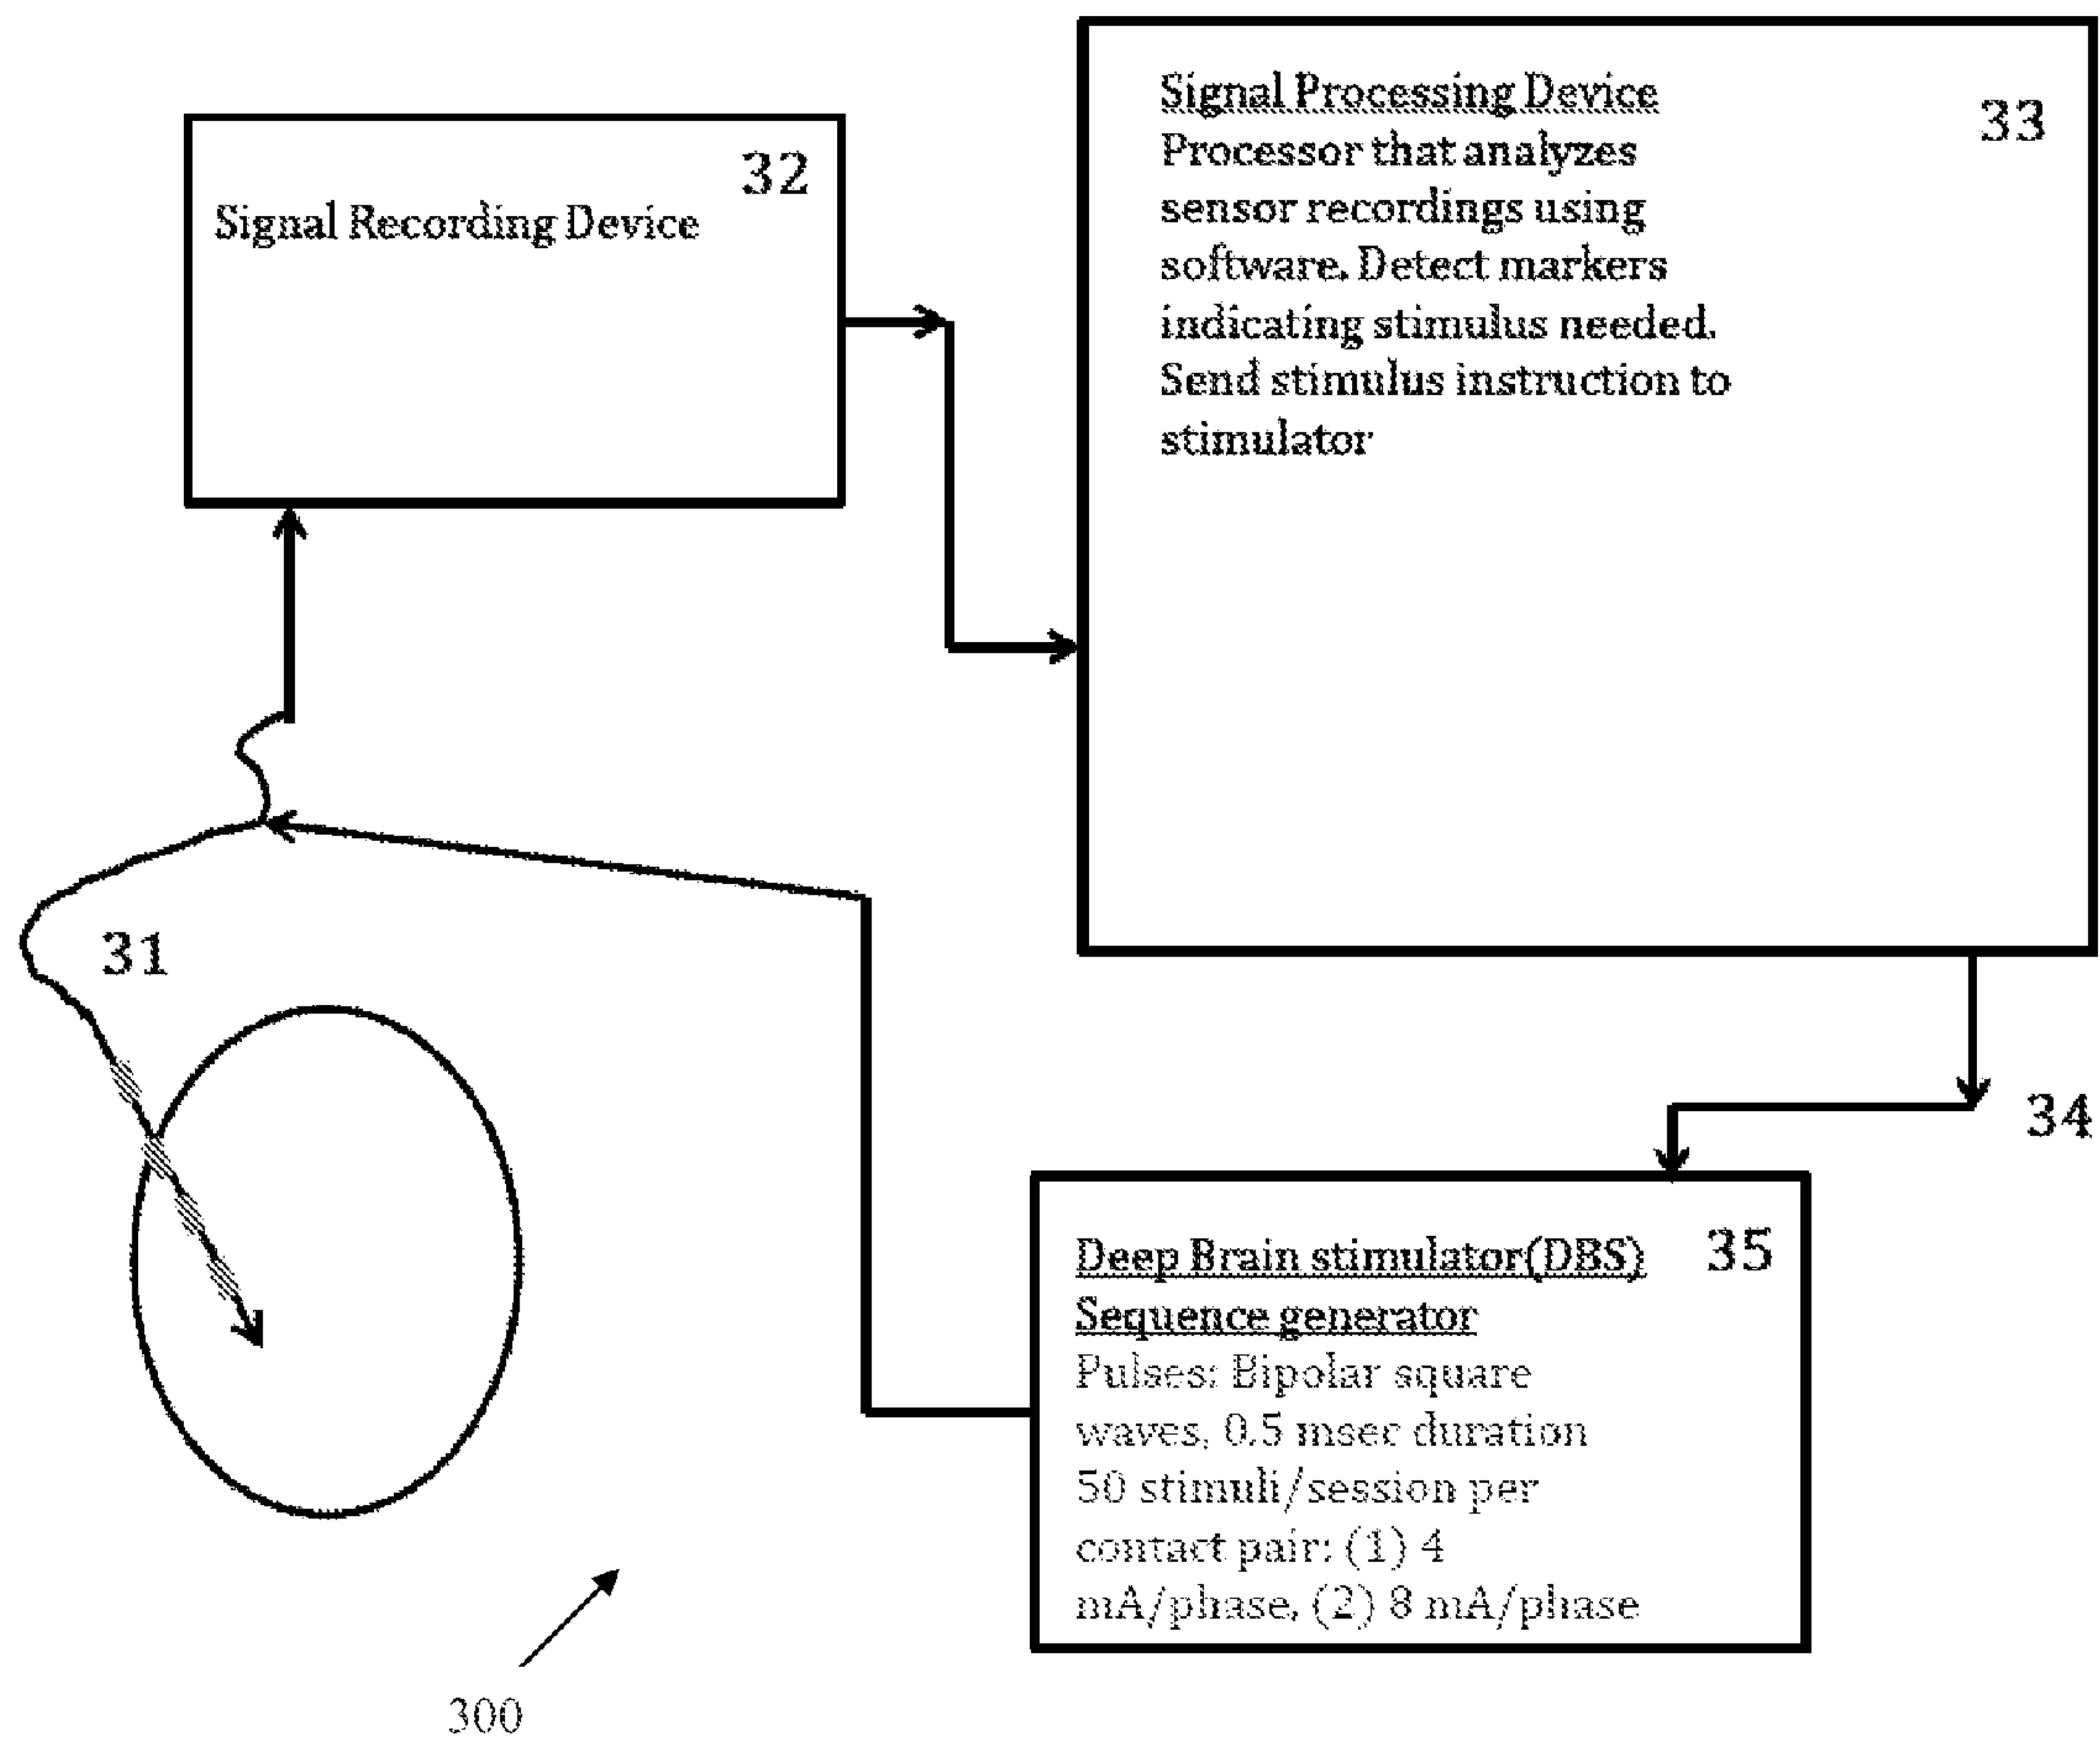 32
Signal Recording Device
33
Signal Processing Device
Processor that analyzes
sensor recordings using
software. Detect markers
indicating stimulus needed.
Send stimulus instruction to
stimulator
31
34
35
Deep Brain stimulator(DBS)
Sequence generator
Pulses: Bipolar square
waves, 0.5 msec duration
50 stimuli/session per
contact pair: (1) 4
mA/phase, (2) 8 mA/phase
300